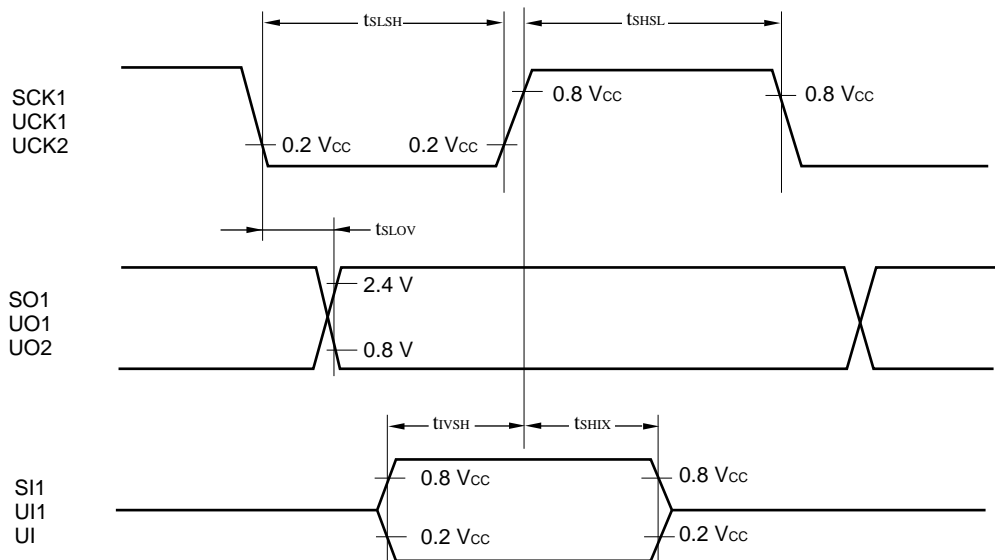 tSLSH
tSHSL
SCK1
UCK1
UCK2
0.2 VCC
0.2 VCC
0.8 VCC
0.8 VCC
tSLOV
SO1
UO1
UO2
2.4 V
0.8 V
tIVSH
tSHIX
SI1
UI1
UI
0.8 VCC
0.8 VCC
0.2 VCC
0.2 VCC